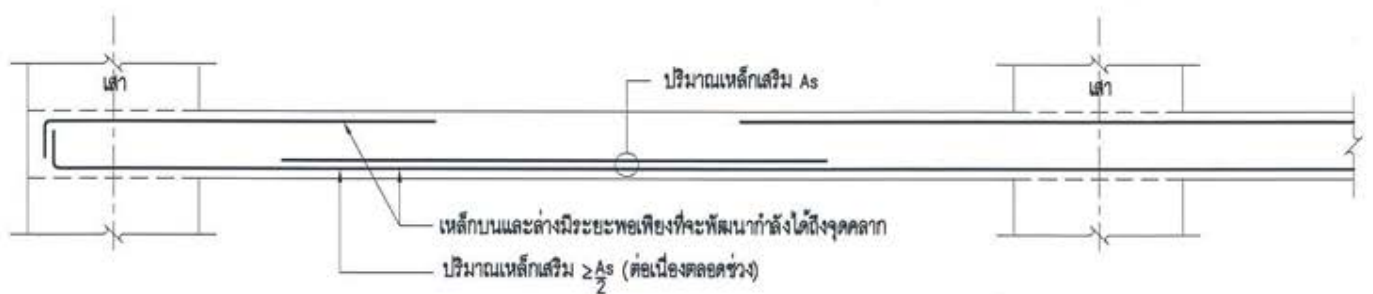 เสา
ปริมาณเหล็กเสริม As
เสา
เหล็กบนและล่างมีระยะพอเพียงที่จะพัฒนากำลังได้ถึงจุดคลาก
ปริมาณเหล็กเสริม ≥ As/2 (ต่อเนื่องตลอดช่วง)